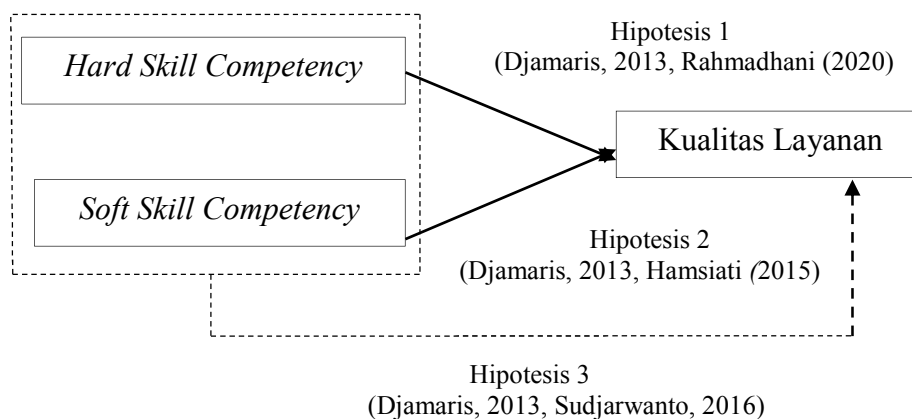 Hipotesis 1
(Djamaris, 2013, Rahmadhani (2020)
Hard Skill Competency
Kualitas Layanan
Soft Skill Competency
Hipotesis 2
(Djamaris, 2013, Hamsiati (2015)
Hipotesis 3
(Djamaris, 2013, Sudjarwanto, 2016)